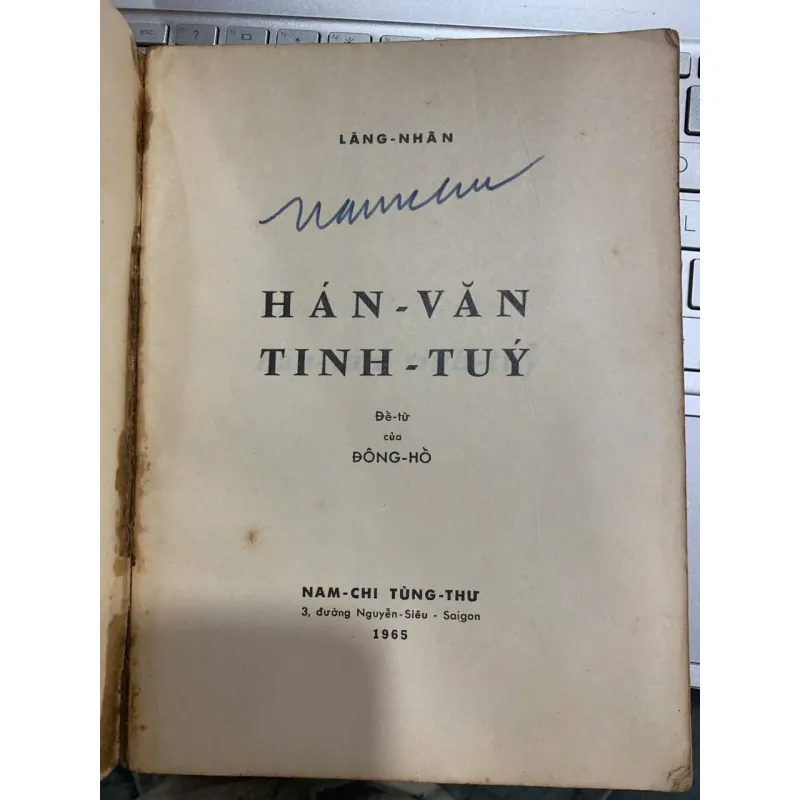 LÃNG-NHÂN
HÁN-VĂN
TINH-TUÝ
Đề-từ
của
ĐÔNG-HỒ
NAM-CHI TÙNG-THƯ
3, đường Nguyễn-Siêu - Saigon
1965